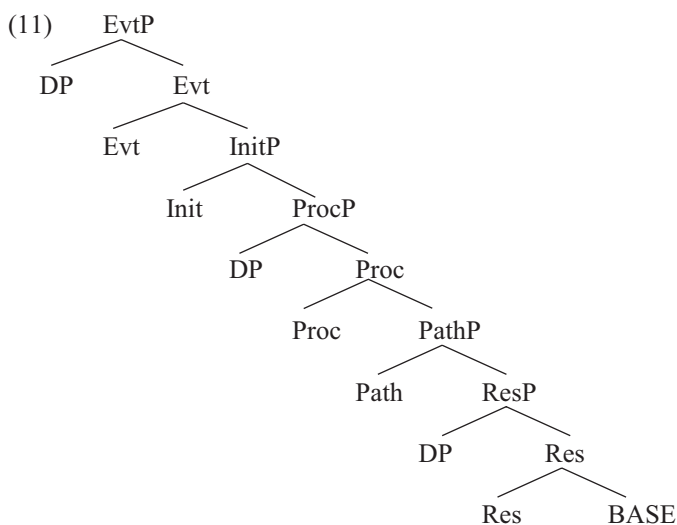 (11) EvtP
DP Evt
Evt InitP
Init ProcP
DP Proc
Proc PathP
Path ResP
DP Res
Res BASE